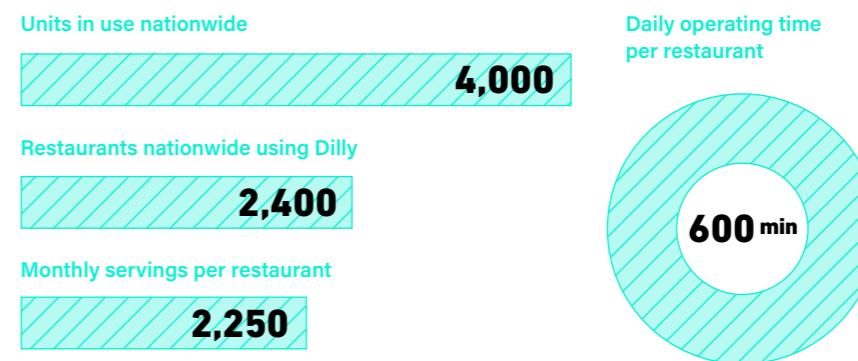 Units in use nationwide
4,000
Restaurants nationwide using Dilly
2,400
Monthly servings per restaurant
2,250
Daily operating time
per restaurant
600 min